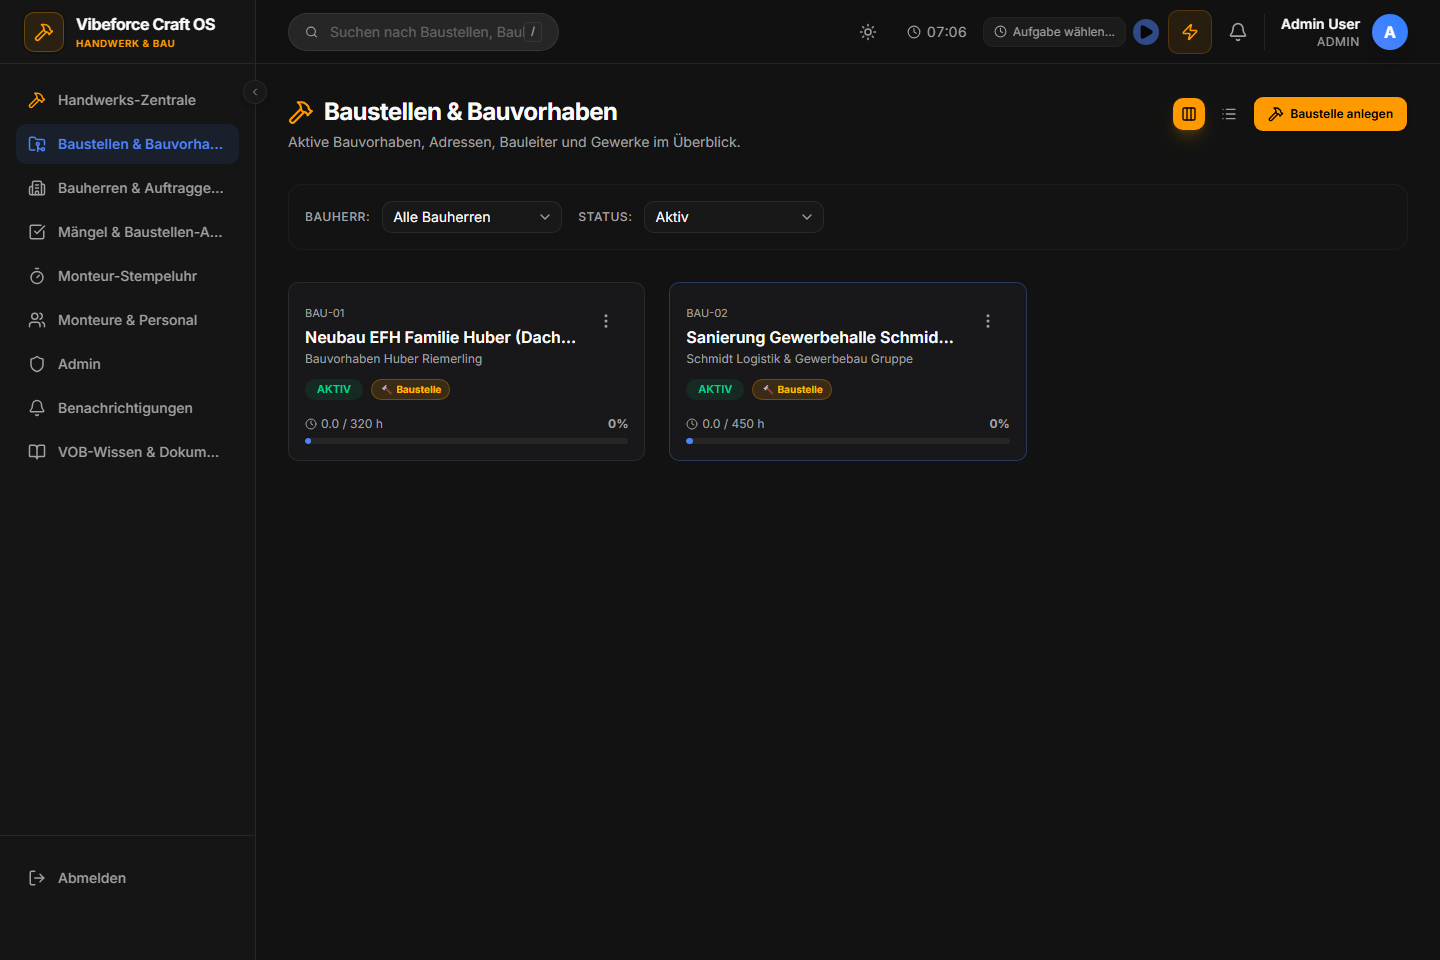 Vibeforce Craft OS
HANDWERK & BAU
Suchen nach Baustellen, Bau /
07:06
Aufgabe wählen...
Admin User
ADMIN
A
Handwerks-Zentrale
Baustellen & Bauvorha...
Bauherren & Auftragge...
Mängel & Baustellen-A...
Monteur-Stempeluhr
Monteure & Personal
Admin
Benachrichtigungen
VOB-Wissen & Dokum...
Abmelden
Baustellen & Bauvorhaben
Aktive Bauvorhaben, Adressen, Bauleiter und Gewerke im Überblick.
Baustelle anlegen
BAUHERR: Alle Bauherren STATUS: Aktiv
BAU-01
Neubau EFH Familie Huber (Dach...
Bauvorhaben Huber Riemerling
AKTIV Baustelle
0.0 / 320 h 0%
BAU-02
Sanierung Gewerbehalle Schmid...
Schmidt Logistik & Gewerbebau Gruppe
AKTIV Baustelle
0.0 / 450 h 0%